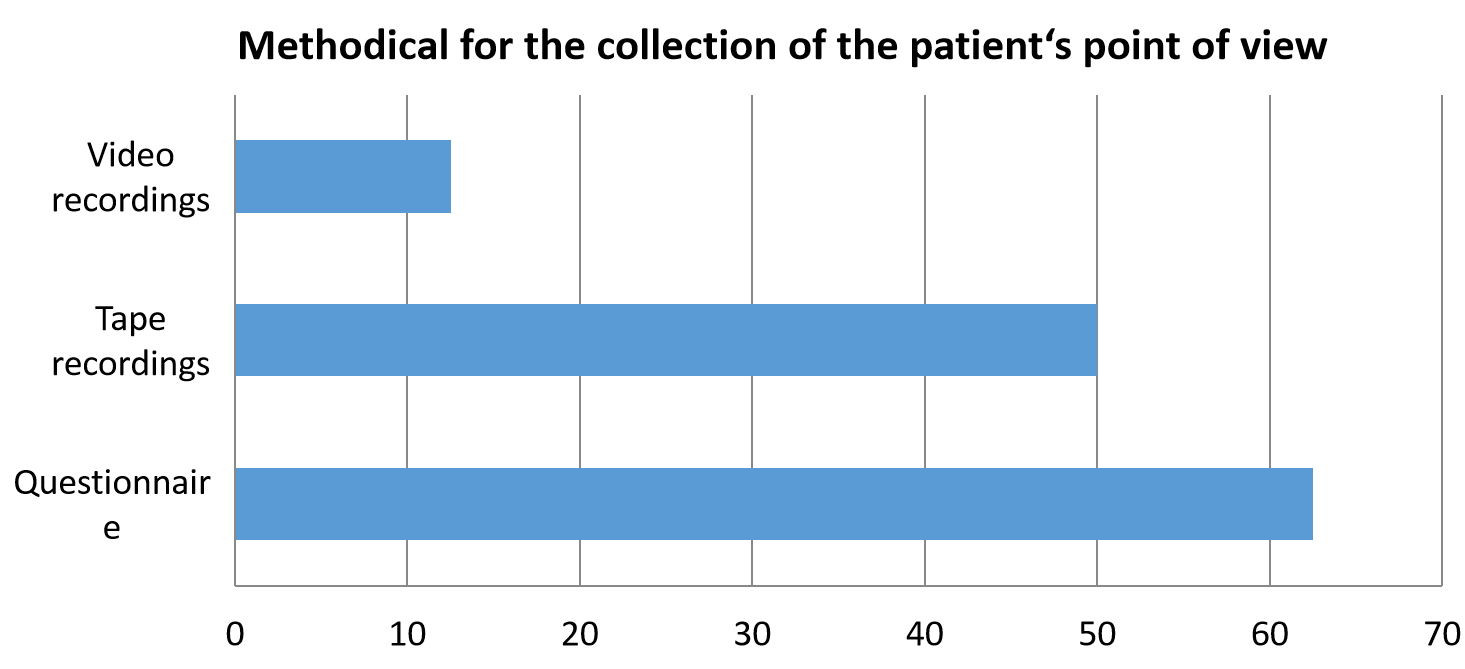 Methodical for the collection of the patient‘s point of view
Video
recordings
Tape
recordings
Questionnair
e
0 10 20 30 40 50 60 70